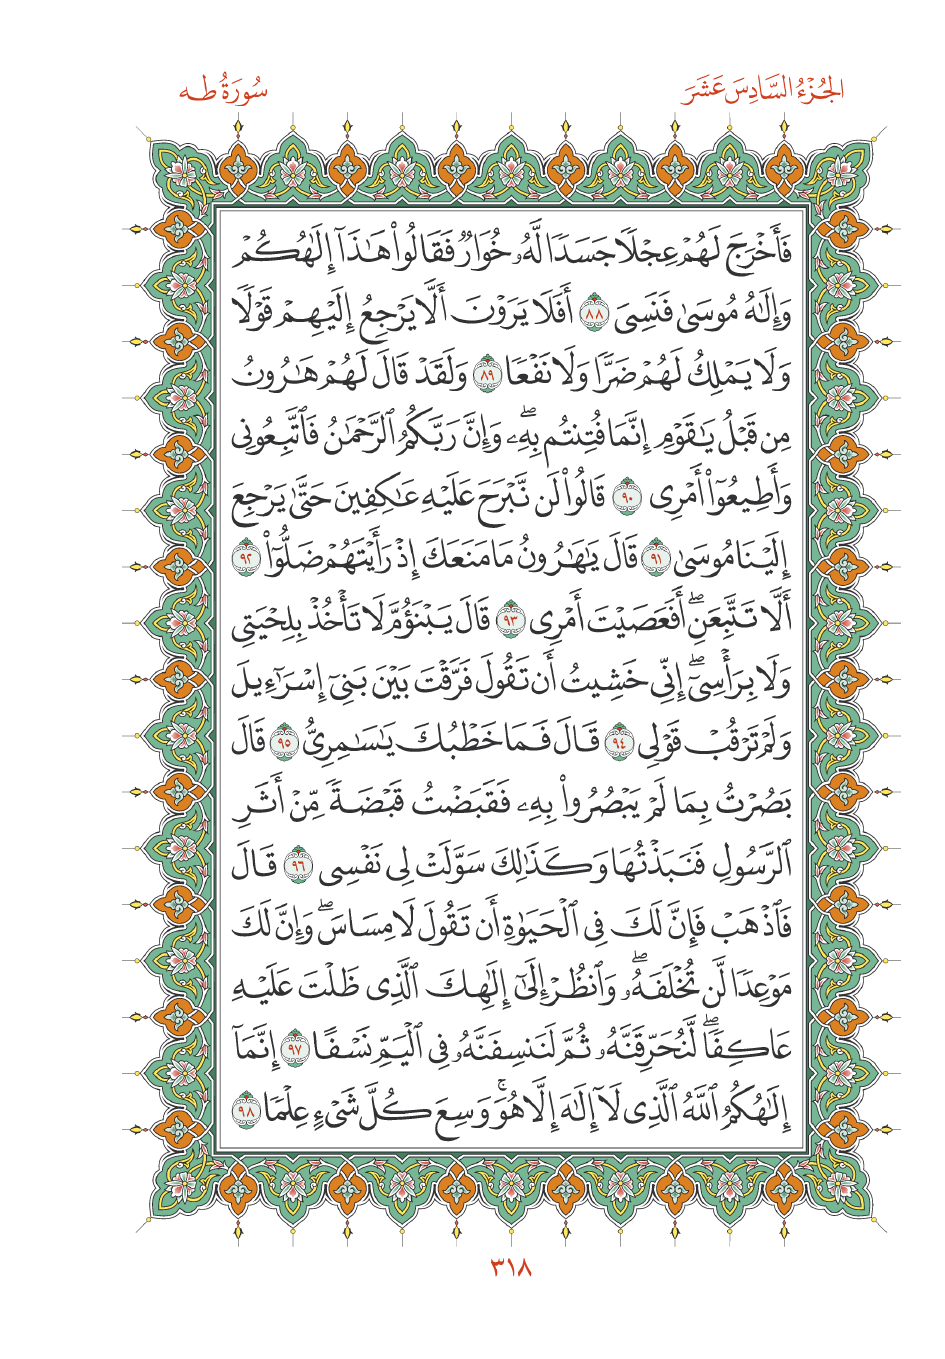 الجُزْءُ السَّادِسَ عَشَرَ
سُورَةُ طه
فَأَخْرَجَ لَهُمْ عِجْلًا جَسَدًا لَّهُۥ خُوَارٌ فَقَالُوا۟ هَٰذَآ إِلَٰهُكُمْ
وَإِلَٰهُ مُوسَىٰ فَنَسِىَ ٨٨ أَفَلَا يَرَوْنَ أَلَّا يَرْجِعُ إِلَيْهِمْ قَوْلًا
وَلَا يَمْلِكُ لَهُمْ ضَرًّا وَلَا نَفْعًا ٨٩ وَلَقَدْ قَالَ لَهُمْ هَٰرُونُ
مِن قَبْلُ يَٰقَوْمِ إِنَّمَا فُتِنتُم بِهِۦۖ وَإِنَّ رَبَّكُمُ ٱلرَّحْمَٰنُ فَٱتَّبِعُونِى
وَأَطِيعُوٓا۟ أَمْرِى ٩٠ قَالُوا۟ لَن نَّبْرَحَ عَلَيْهِ عَٰكِفِينَ حَتَّىٰ يَرْجِعَ
إِلَيْنَا مُوسَىٰ ٩١ قَالَ يَٰهَٰرُونُ مَا مَنَعَكَ إِذْ رَأَيْتَهُمْ ضَلُّوٓا۟ ٩٢
أَلَّا تَتَّبِعَنِۖ أَفَعَصَيْتَ أَمْرِى ٩٣ قَالَ يَبْنَؤُمَّ لَا تَأْخُذْ بِلِحْيَتِى
وَلَا بِرَأْسِىٓۖ إِنِّى خَشِيتُ أَن تَقُولَ فَرَّقْتَ بَيْنَ بَنِىٓ إِسْرَٰٓءِيلَ
وَلَمْ تَرْقُبْ قَوْلِى ٩٤ قَالَ فَمَا خَطْبُكَ يَٰسَٰمِرِىُّ ٩٥ قَالَ
بَصُرْتُ بِمَا لَمْ يَبْصُرُوا۟ بِهِۦ فَقَبَضْتُ قَبْضَةً مِّنْ أَثَرِ
ٱلرَّسُولِ فَنَبَذْتُهَا وَكَذَٰلِكَ سَوَّلَتْ لِى نَفْسِى ٩٦ قَالَ
فَٱذْهَبْ فَإِنَّ لَكَ فِى ٱلْحَيَوٰةِ أَن تَقُولَ لَا مِسَاسَۖ وَإِنَّ لَكَ
مَوْعِدًا لَّن تُخْلَفَهُۥۖ وَٱنظُرْ إِلَىٰٓ إِلَٰهِكَ ٱلَّذِى ظَلْتَ عَلَيْهِ
عَاكِفًاۖ لَّنُحَرِّقَنَّهُۥ ثُمَّ لَنَنسِفَنَّهُۥ فِى ٱلْيَمِّ نَسْفًا ٩٧ إِنَّمَآ
إِلَٰهُكُمُ ٱللَّهُ ٱلَّذِى لَآ إِلَٰهَ إِلَّا هُوَۚ وَسِعَ كُلَّ شَىْءٍ عِلْمًا ٩٨
٣١٨